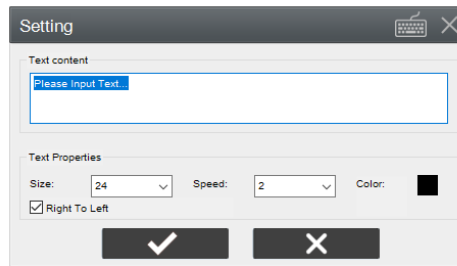 Setting
Text content
Please Input Text...
Text Properties
Size: 24 Speed: 2 Color:
Right To Left